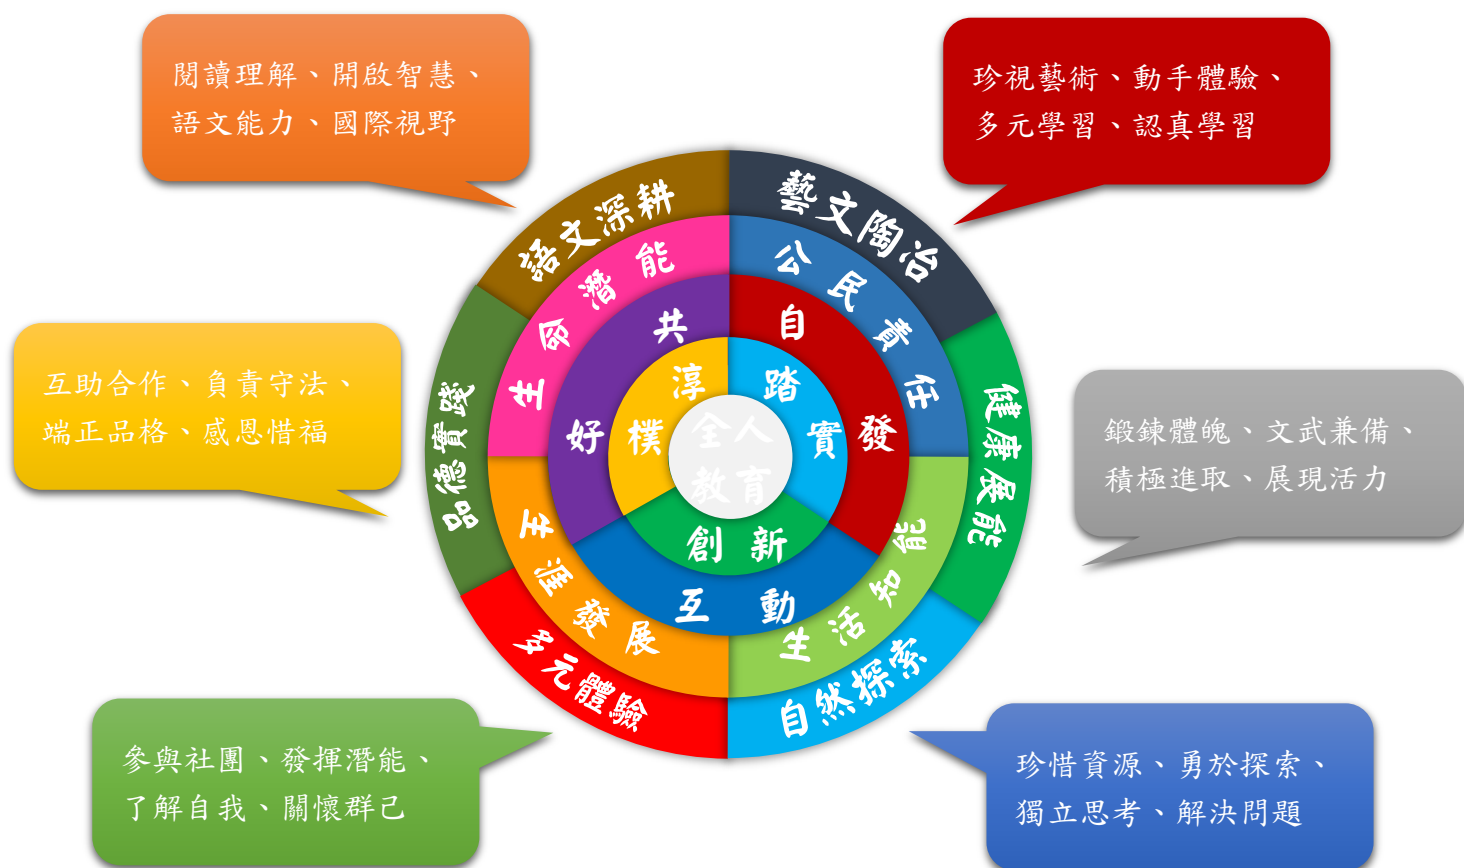 閱讀理解、開啟智慧、
語文能力、國際視野
珍視藝術、動手體驗、
多元學習、認真學習
互助合作、負責守法、
端正品格、感恩惜福
鍛鍊體魄、文武兼備、
積極進取、展現活力
參與社團、發揮潛能、
了解自我、關懷群己
珍惜資源、勇於探索、
獨立思考、解決問題
語文深耕
藝文陶冶
健康展能
自然探索
多元體驗
品德實踐
生命潛能
公民責任
生活知能
生涯發展
共好
自發
互動
淳樸
踏實
創新
全人
教育